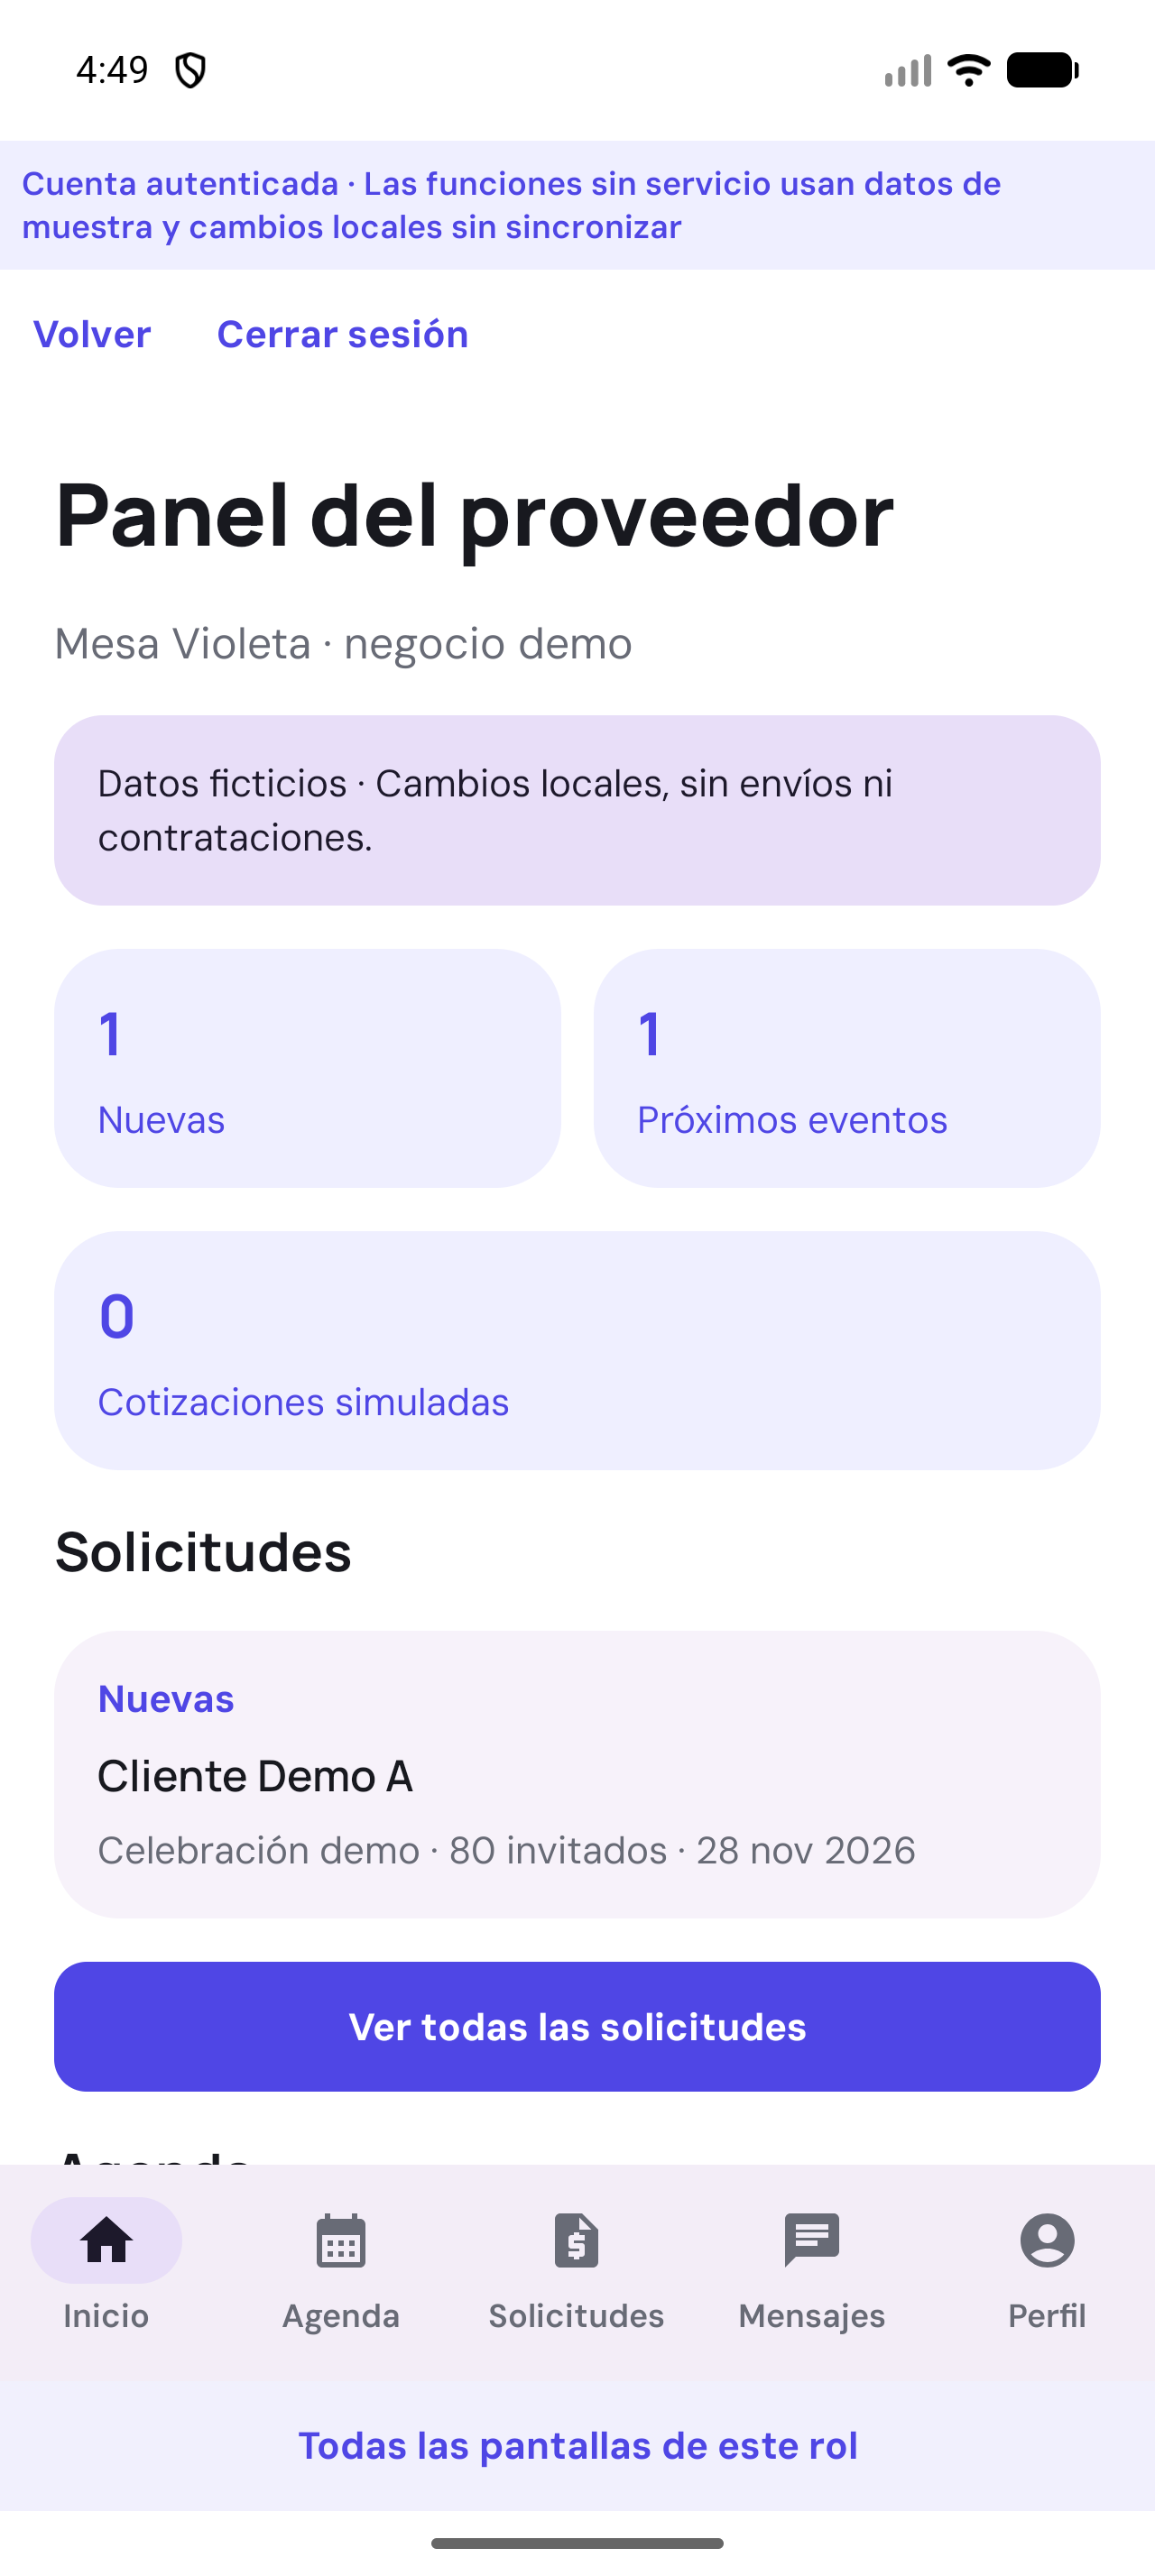 4:49
Cuenta autenticada · Las funciones sin servicio usan datos de
muestra y cambios locales sin sincronizar
Volver Cerrar sesión
Panel del proveedor
Mesa Violeta · negocio demo
Datos ficticios · Cambios locales, sin envíos ni
contrataciones.
1
Nuevas
1
Próximos eventos
0
Cotizaciones simuladas
Solicitudes
Nuevas
Cliente Demo A
Celebración demo · 80 invitados · 28 nov 2026
Ver todas las solicitudes
Agenda
Inicio Agenda Solicitudes Mensajes Perfil
Todas las pantallas de este rol